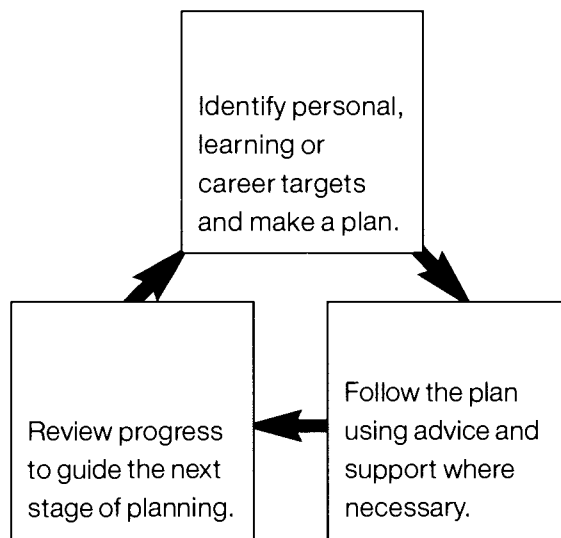 Identify personal,
learning or
career targets
and make a plan.
Follow the plan
using advice and
support where
necessary.
Review progress
to guide the next
stage of planning.